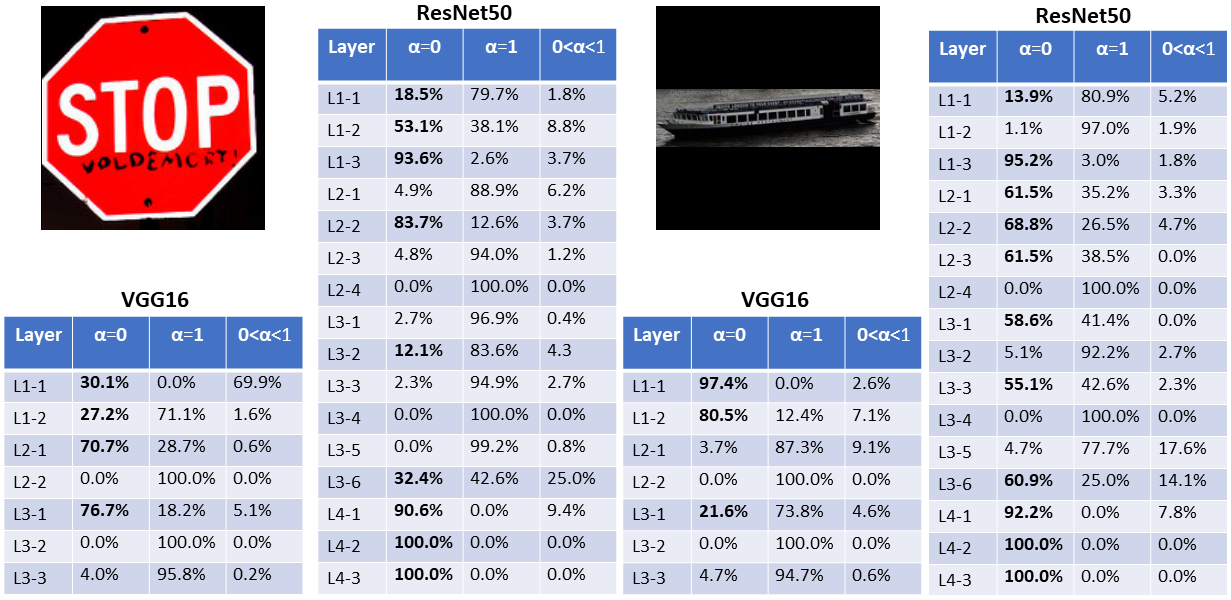 STOP
VOLDEMORT!
VGG16
Layer α=0 α=1 0<α<1
L1-1 30.1% 0.0% 69.9%
L1-2 27.2% 71.1% 1.6%
L2-1 70.7% 28.7% 0.6%
L2-2 0.0% 100.0% 0.0%
L3-1 76.7% 18.2% 5.1%
L3-2 0.0% 100.0% 0.0%
L3-3 4.0% 95.8% 0.2%
ResNet50
Layer α=0 α=1 0<α<1
L1-1 18.5% 79.7% 1.8%
L1-2 53.1% 38.1% 8.8%
L1-3 93.6% 2.6% 3.7%
L2-1 4.9% 88.9% 6.2%
L2-2 83.7% 12.6% 3.7%
L2-3 4.8% 94.0% 1.2%
L2-4 0.0% 100.0% 0.0%
L3-1 2.7% 96.9% 0.4%
L3-2 12.1% 83.6% 4.3
L3-3 2.3% 94.9% 2.7%
L3-4 0.0% 100.0% 0.0%
L3-5 0.0% 99.2% 0.8%
L3-6 32.4% 42.6% 25.0%
L4-1 90.6% 0.0% 9.4%
L4-2 100.0% 0.0% 0.0%
L4-3 100.0% 0.0% 0.0%
VGG16
Layer α=0 α=1 0<α<1
L1-1 97.4% 0.0% 2.6%
L1-2 80.5% 12.4% 7.1%
L2-1 3.7% 87.3% 9.1%
L2-2 0.0% 100.0% 0.0%
L3-1 21.6% 73.8% 4.6%
L3-2 0.0% 100.0% 0.0%
L3-3 4.7% 94.7% 0.6%
ResNet50
Layer α=0 α=1 0<α<1
L1-1 13.9% 80.9% 5.2%
L1-2 1.1% 97.0% 1.9%
L1-3 95.2% 3.0% 1.8%
L2-1 61.5% 35.2% 3.3%
L2-2 68.8% 26.5% 4.7%
L2-3 61.5% 38.5% 0.0%
L2-4 0.0% 100.0% 0.0%
L3-1 58.6% 41.4% 0.0%
L3-2 5.1% 92.2% 2.7%
L3-3 55.1% 42.6% 2.3%
L3-4 0.0% 100.0% 0.0%
L3-5 4.7% 77.7% 17.6%
L3-6 60.9% 25.0% 14.1%
L4-1 92.2% 0.0% 7.8%
L4-2 100.0% 0.0% 0.0%
L4-3 100.0% 0.0% 0.0%